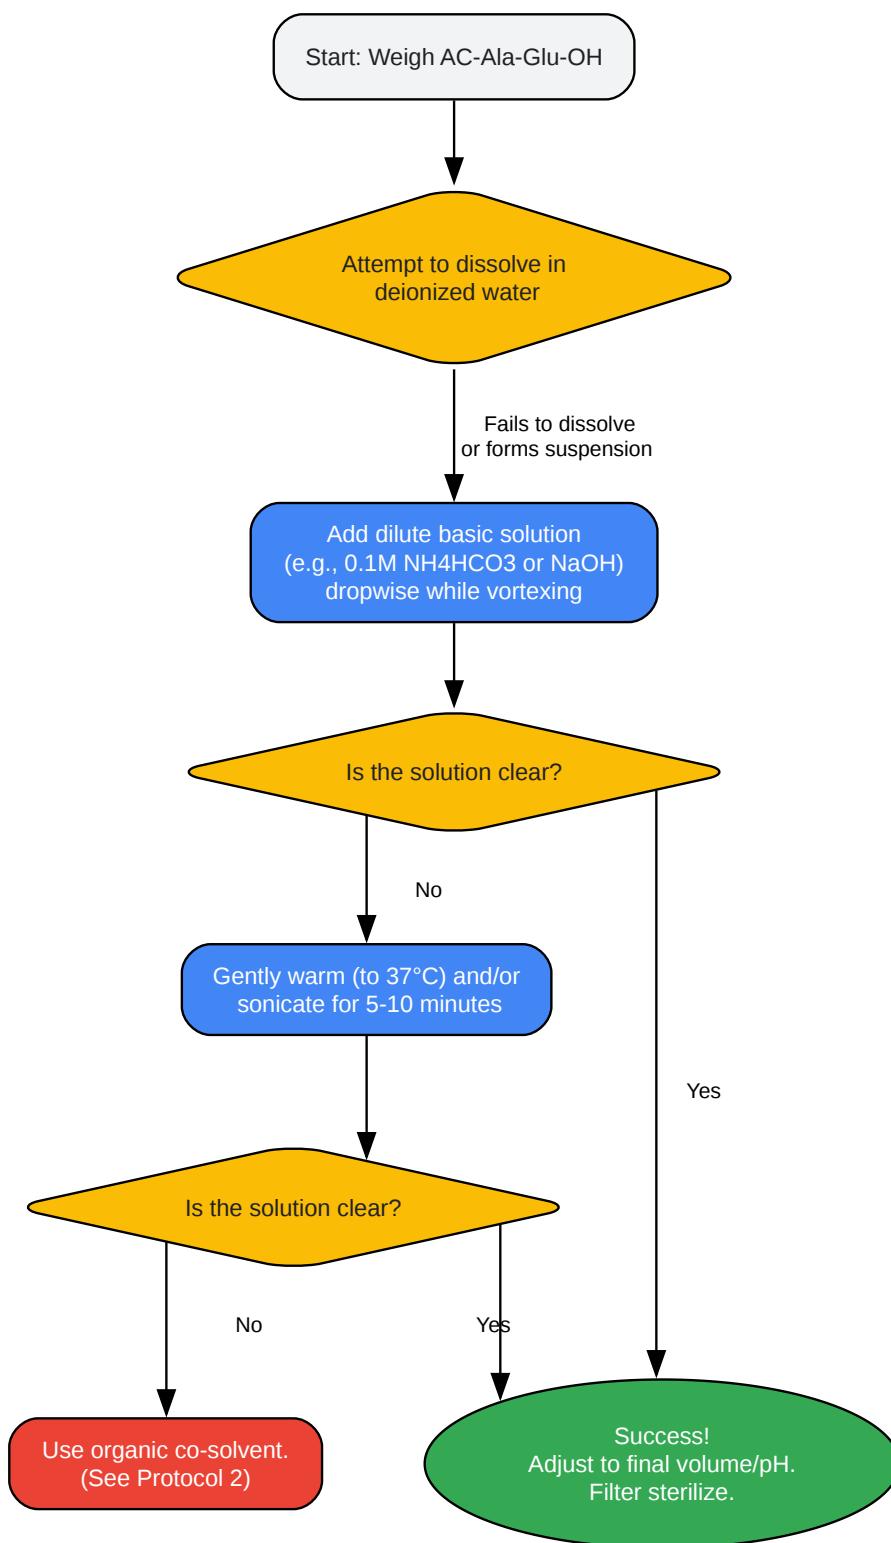 Start: Weigh AC-Ala-Glu-OH
Attempt to dissolve in
deionized water
Fails to dissolve
or forms suspension
Add dilute basic solution
(e.g., 0.1M NH4HCO3 or NaOH)
dropwise while vortexing
Is the solution clear?
No
Gently warm (to 37°C) and/or
sonicate for 5-10 minutes
Yes
Is the solution clear?
No
Yes
Use organic co-solvent.
(See Protocol 2)
Success!
Adjust to final volume/pH.
Filter sterilize.